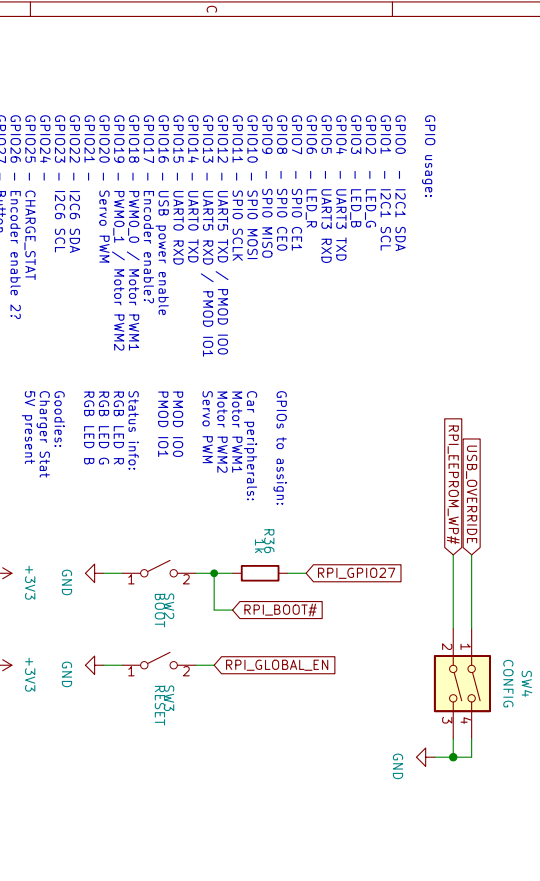 C
GPIO usage:
GPIO0 - I2C1 SDA
GPIO1 - I2C1 SCL
GPIO2 - LED_G
GPIO3 - LED_B
GPIO4 - UART3 TXD
GPIO5 - UART3 RXD
GPIO6 - LED_R
GPIO7 - SPI0 CE1
GPIO8 - SPI0 CE0
GPIO9 - SPI0 MISO
GPIO10 - SPI0 MOSI
GPIO11 - SPI0 SCLK
GPIO12 - UART5 TXD / PMOD IO0
GPIO13 - UART5 RXD / PMOD IO1
GPIO14 - UART0 TXD
GPIO15 - UART0 RXD
GPIO16 - USB power enable
GPIO17 - Encoder enable?
GPIO18 - PWM0_0 / Motor PWM1
GPIO19 - PWM0_1 / Motor PWM2
GPIO20 - Servo PWM
GPIO21 -
GPIO22 - I2C6 SDA
GPIO23 - I2C6 SCL
GPIO24 -
GPIO25 - CHARGE_STAT
GPIO26 - Encoder enable 2?
GPIO27 - Button
GPIOs to assign:
Car peripherals:
Motor PWM1
Motor PWM2
Servo PWM
PMOD IO0
PMOD IO1
Status info:
RGB LED R
RGB LED G
RGB LED B
Goodies:
Charger Stat
5V present
USB_OVERRIDE
RPI_EEPROM_WP#
1
2
4
3
SW4
CONFIG
GND
R36
1k
RPI_GPIO27
RPI_BOOT#
SW2
BOOT
1
2
GND
+3V3
RPI_GLOBAL_EN
SW3
RESET
1
2
GND
+3V3